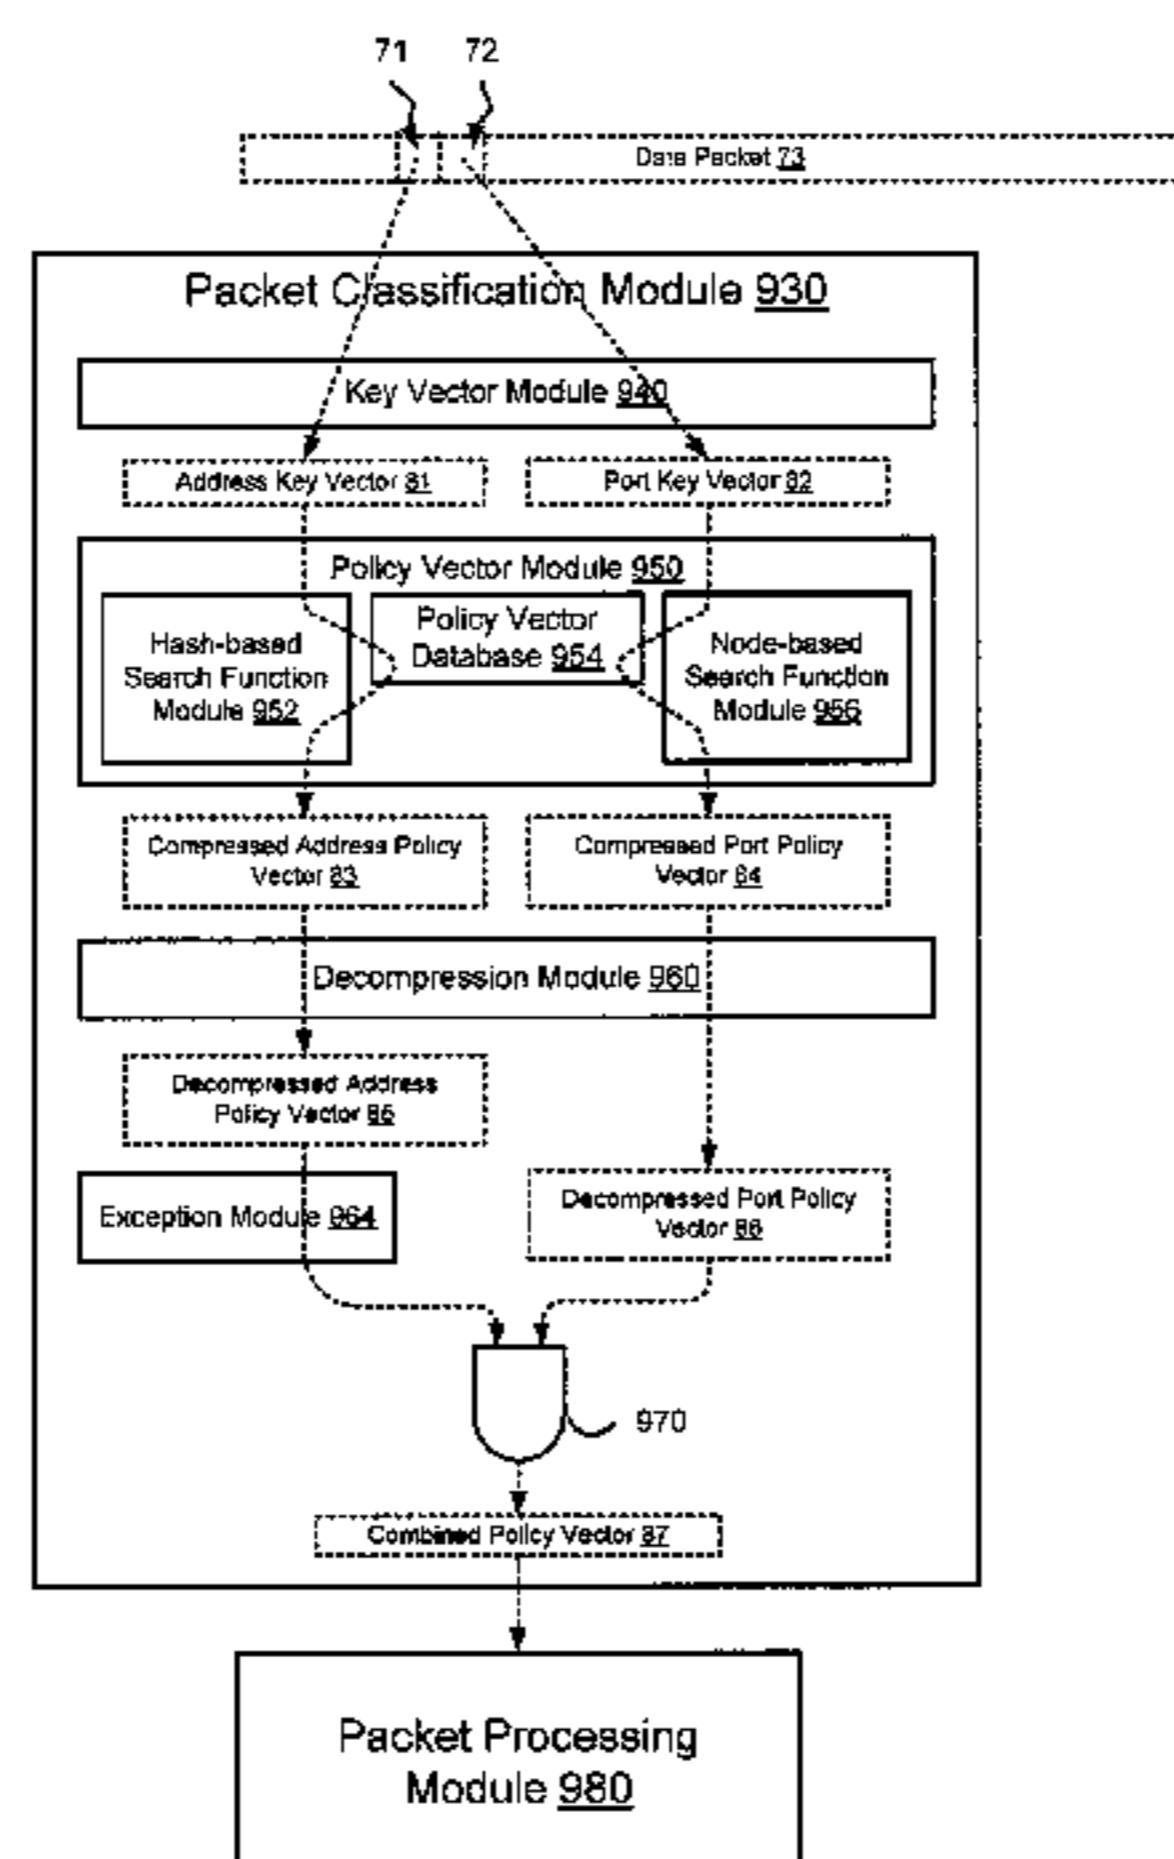 71 72
Data Packet 73
Packet Classification Module 930
Key Vector Module 940
Address Key Vector 81
Port Key Vector 82
Policy Vector Module 950
Hash-based
Search Function
Module 952
Policy Vector
Database 954
Node-based
Search Function
Module 956
Compressed Address Policy
Vector 83
Compressed Port Policy
Vector 84
Decompression Module 960
Decompressed Address
Policy Vector 85
Exception Module 964
Decompressed Port Policy
Vector 86
970
Combined Policy Vector 87
Packet Processing
Module 980